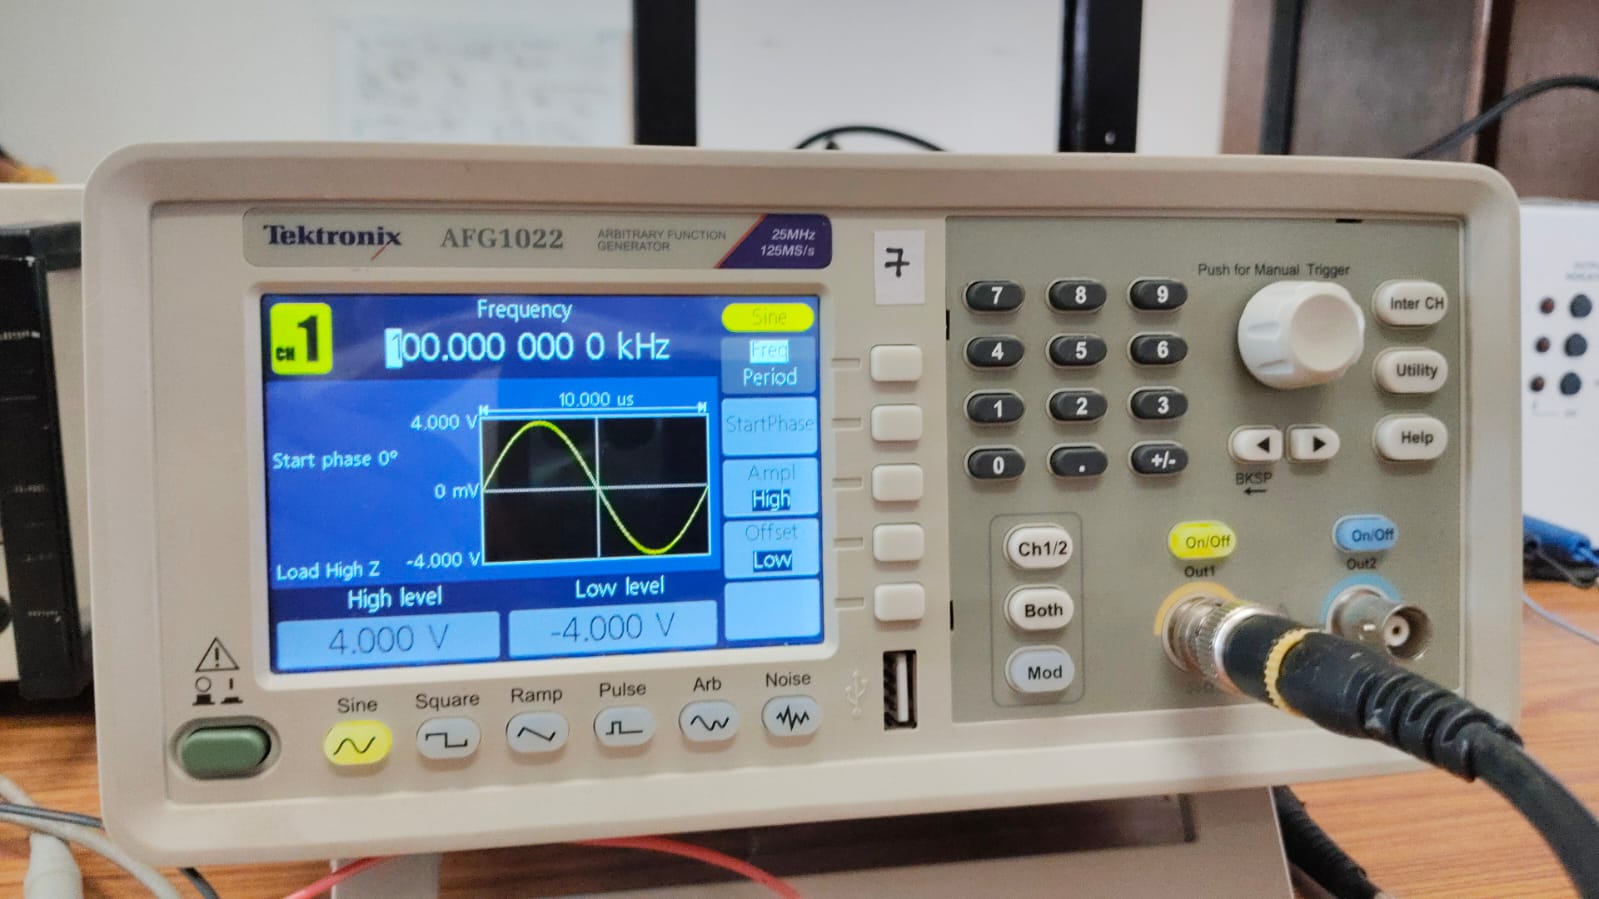 Tektronix AFG1022 ARBITRARY FUNCTION
GENERATOR
25MHz
125MS/s
7
CH 1
Frequency
100.000 000 0 kHz
Sine
Freq
Period
StartPhase
Ampl
High
Offset
Low
10.000 us
4.000 V
Start phase 0°
0 mV
Load High Z
-4.000 V
High level
Low level
4.000 V
-4.000 V
Sine
Square
Ramp
Pulse
Arb
Noise
Push for Manual Trigger
7 8 9
4 5 6
1 2 3
0 . +/-
Inter CH
Utility
Help
BKSP
Ch1/2
Both
Mod
On/Off
Out1
On/Off
Out2